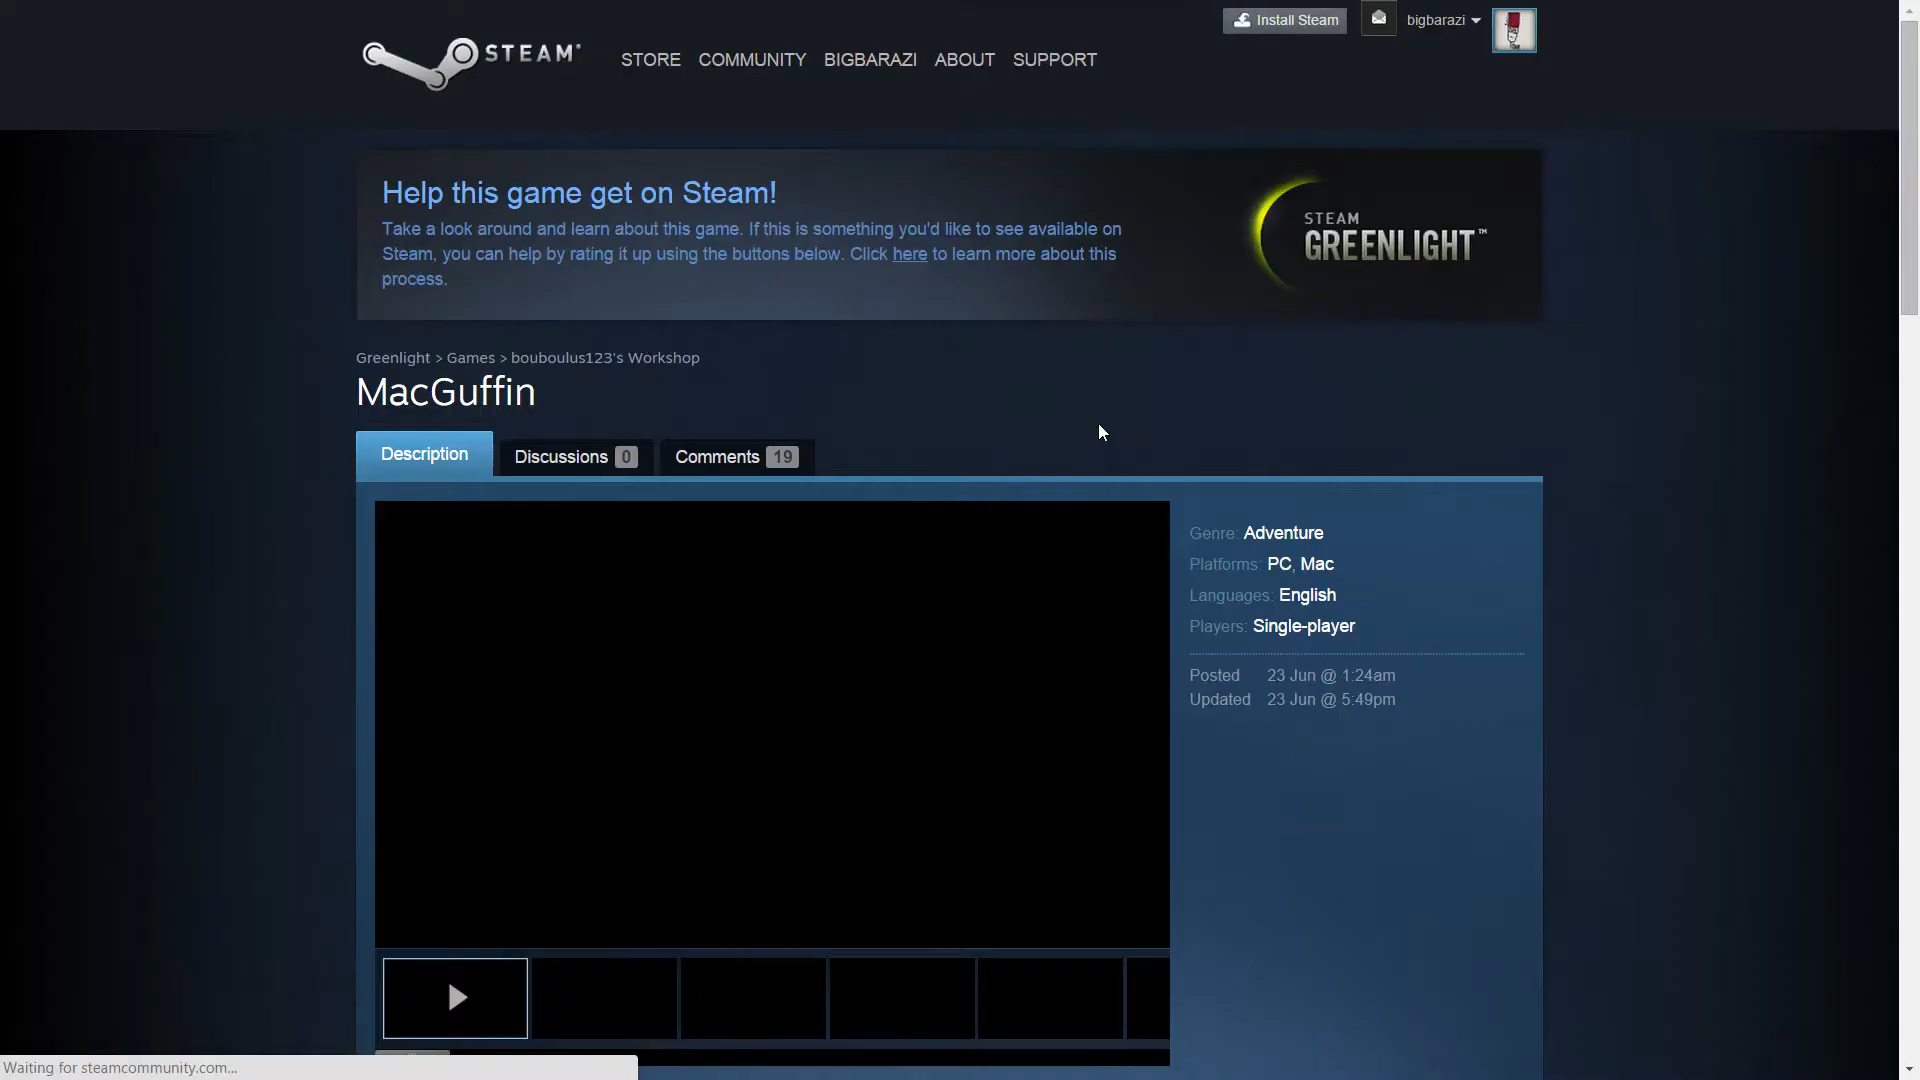 Install Steam
bigbarazi
STEAM
STORE COMMUNITY BIGBARAZI ABOUT SUPPORT
Help this game get on Steam!
Take a look around and learn about this game. If this is something you'd like to see available on
Steam, you can help by rating it up using the buttons below. Click here to learn more about this
process.
STEAM
GREENLIGHT™
Greenlight > Games > bouboulus123's Workshop
MacGuffin
Description
Discussions 0
Comments 19
Genre: Adventure
Platforms: PC, Mac
Languages: English
Players: Single-player
Posted 23 Jun @ 1:24am
Updated 23 Jun @ 5:49pm
Waiting for steamcommunity.com...